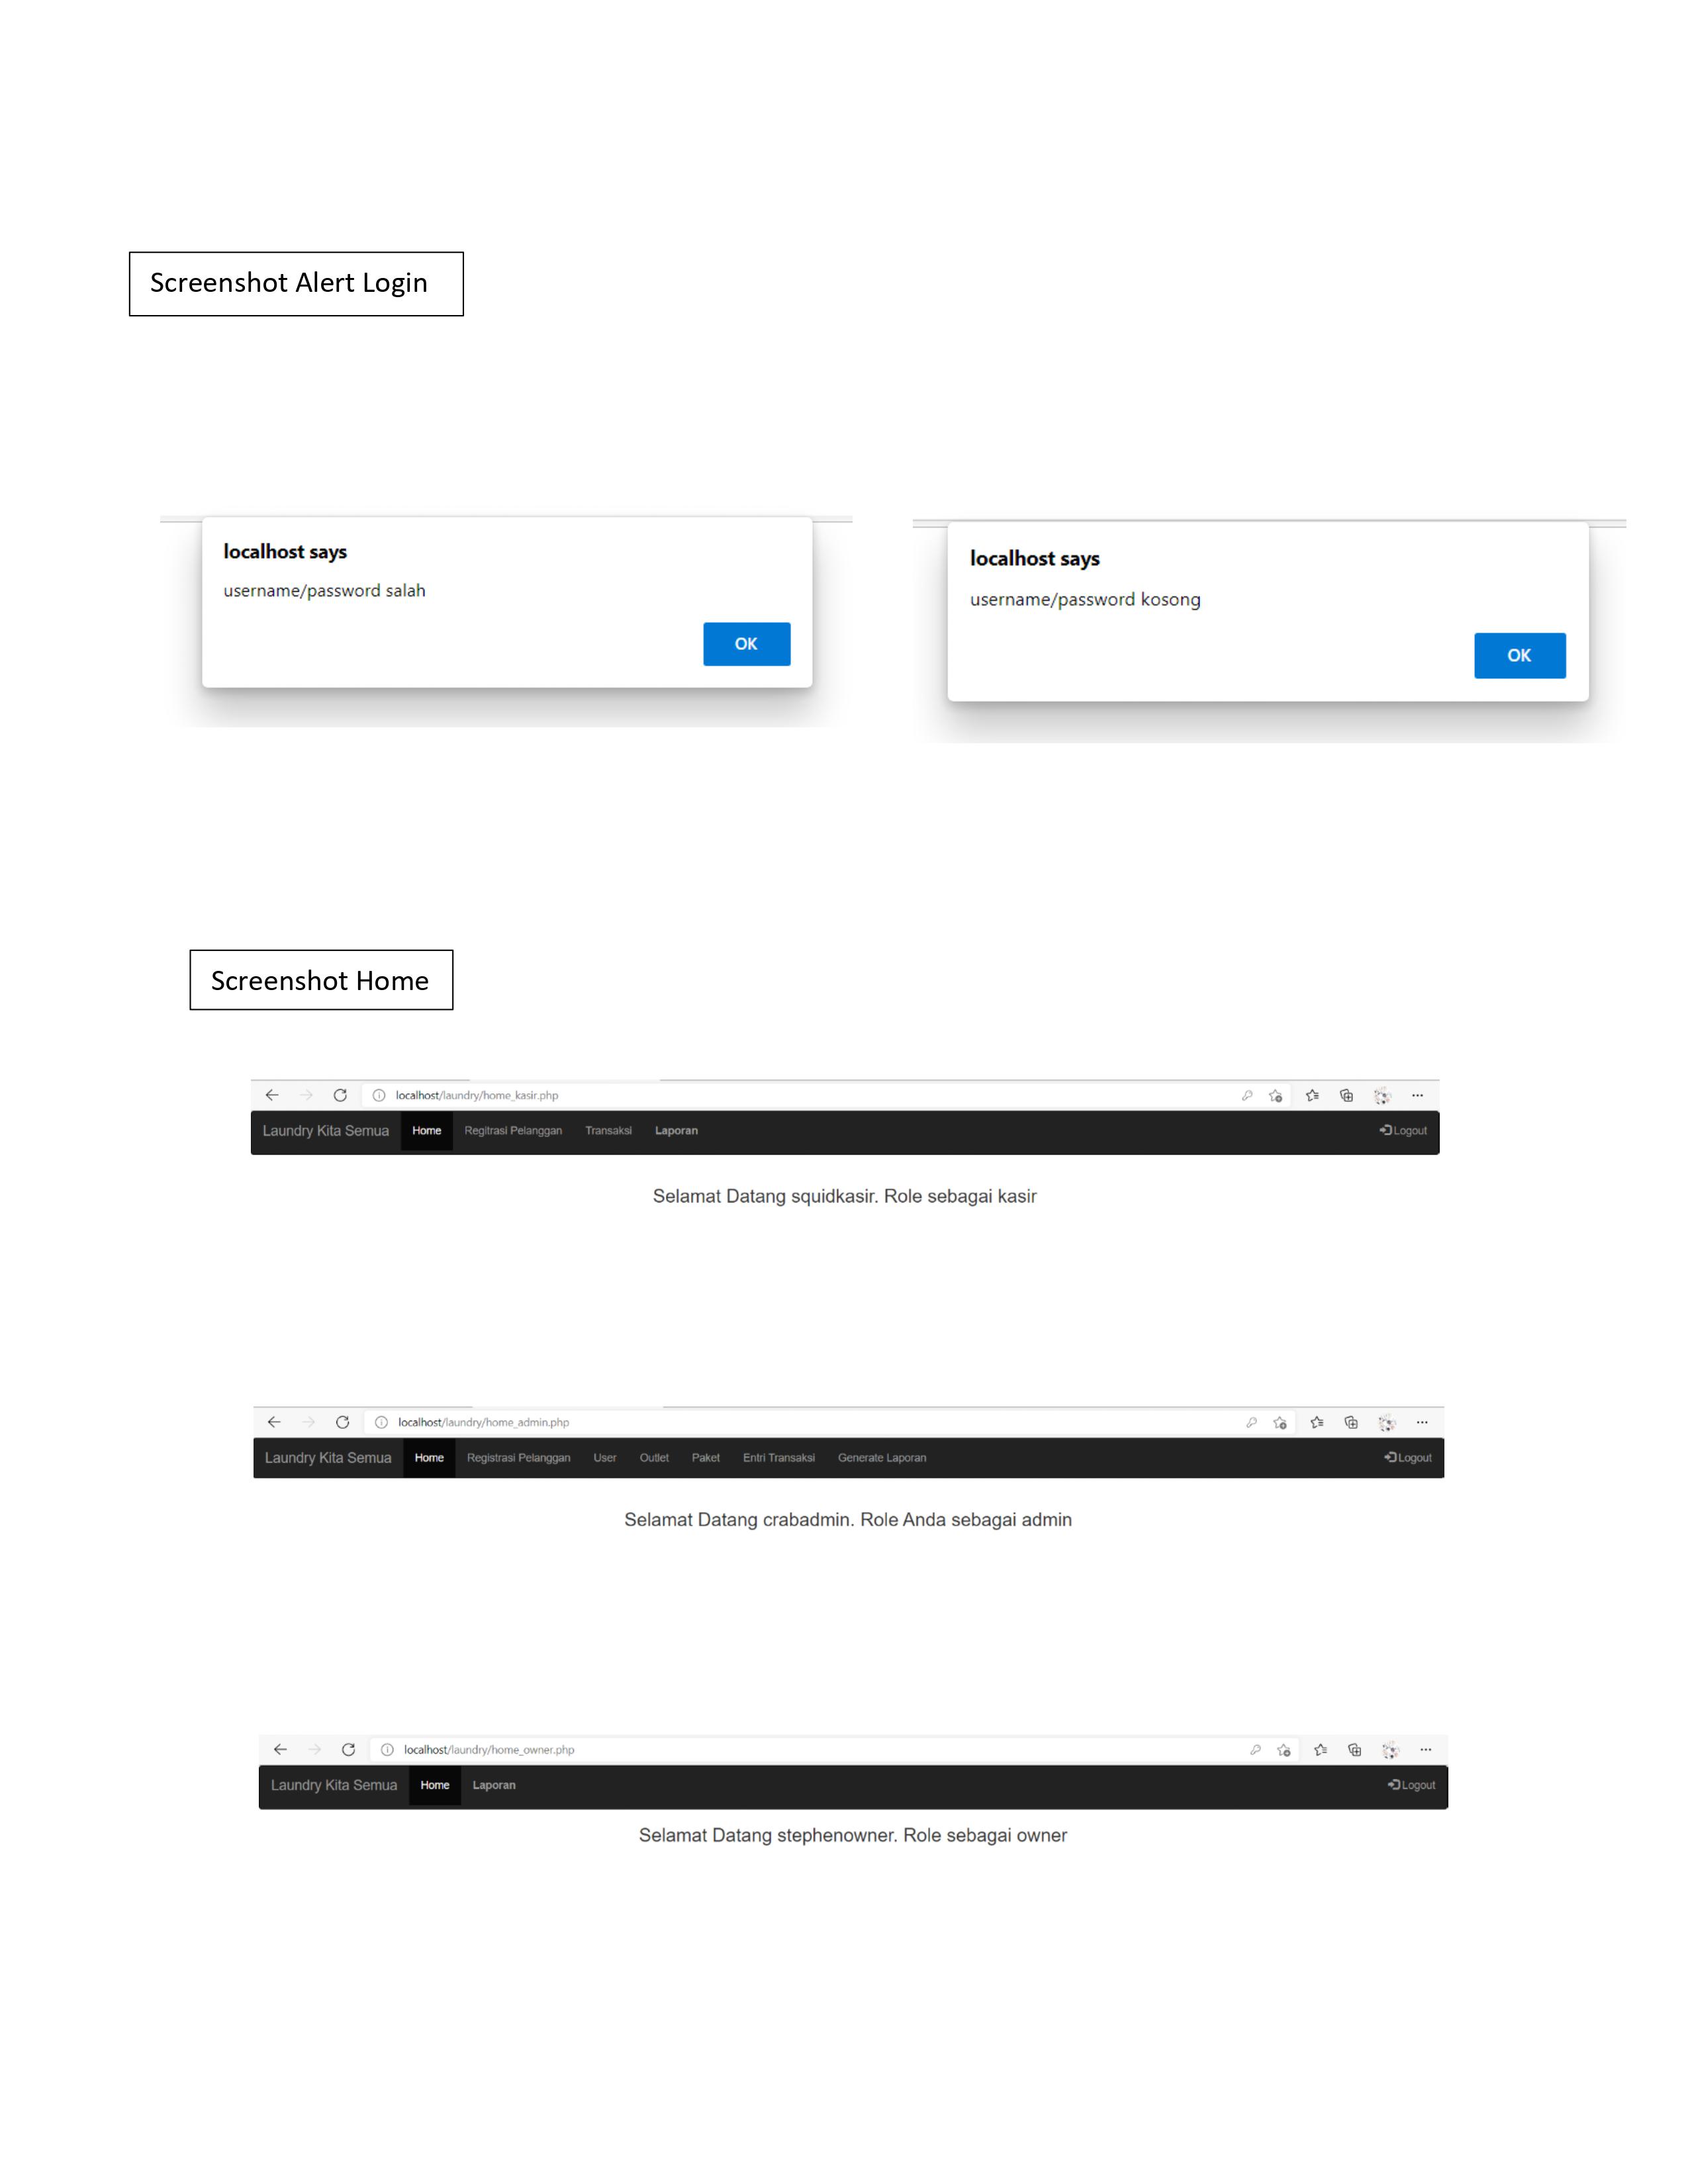 Screenshot Alert Login
localhost says
username/password salah
OK
localhost says
username/password kosong
OK
Screenshot Home
localhost/laundry/home_kasir.php
Laundry Kita Semua Home Regitrasi Pelanggan Transaksi Laporan Logout
Selamat Datang squidkasir. Role sebagai kasir
localhost/laundry/home_admin.php
Laundry Kita Semua Home Registrasi Pelanggan User Outlet Paket Entri Transaksi Generate Laporan Logout
Selamat Datang crabadmin. Role Anda sebagai admin
localhost/laundry/home_owner.php
Laundry Kita Semua Home Laporan Logout
Selamat Datang stephenowner. Role sebagai owner